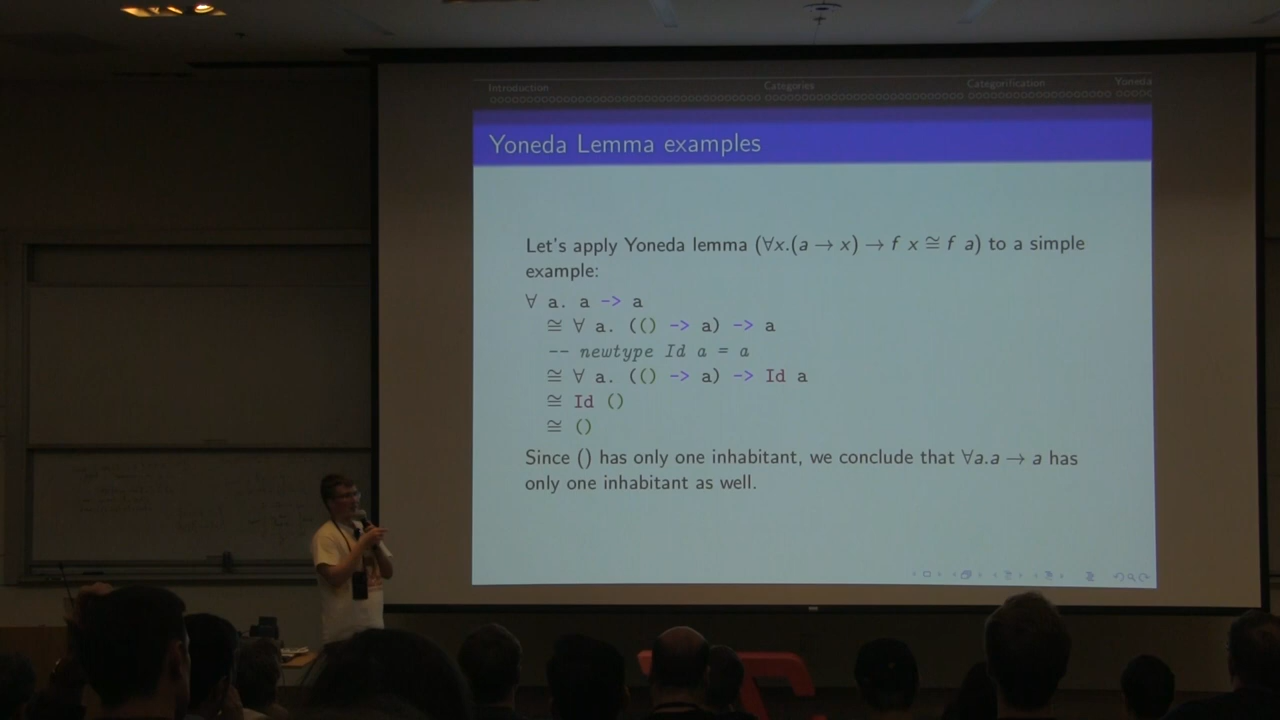 Introduction Categories Categorification Yoneda
Yoneda Lemma examples
Let's apply Yoneda lemma (∀x.(a → x) → f x ≅ f a) to a simple
example:
∀ a. a -> a
≅ ∀ a. (() -> a) -> a
-- newtype Id a = a
≅ ∀ a. (() -> a) -> Id a
≅ Id ()
≅ ()
Since () has only one inhabitant, we conclude that ∀a.a → a has
only one inhabitant as well.